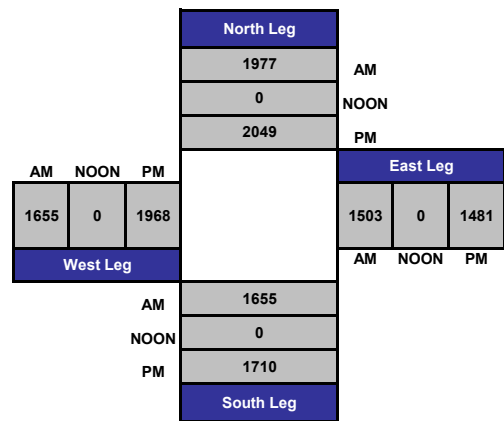 North Leg
1977 AM
0 NOON
2049 PM
AM NOON PM
East Leg
1655 0 1968
1503 0 1481
West Leg
AM NOON PM
AM 1655
NOON 0
PM 1710
South Leg